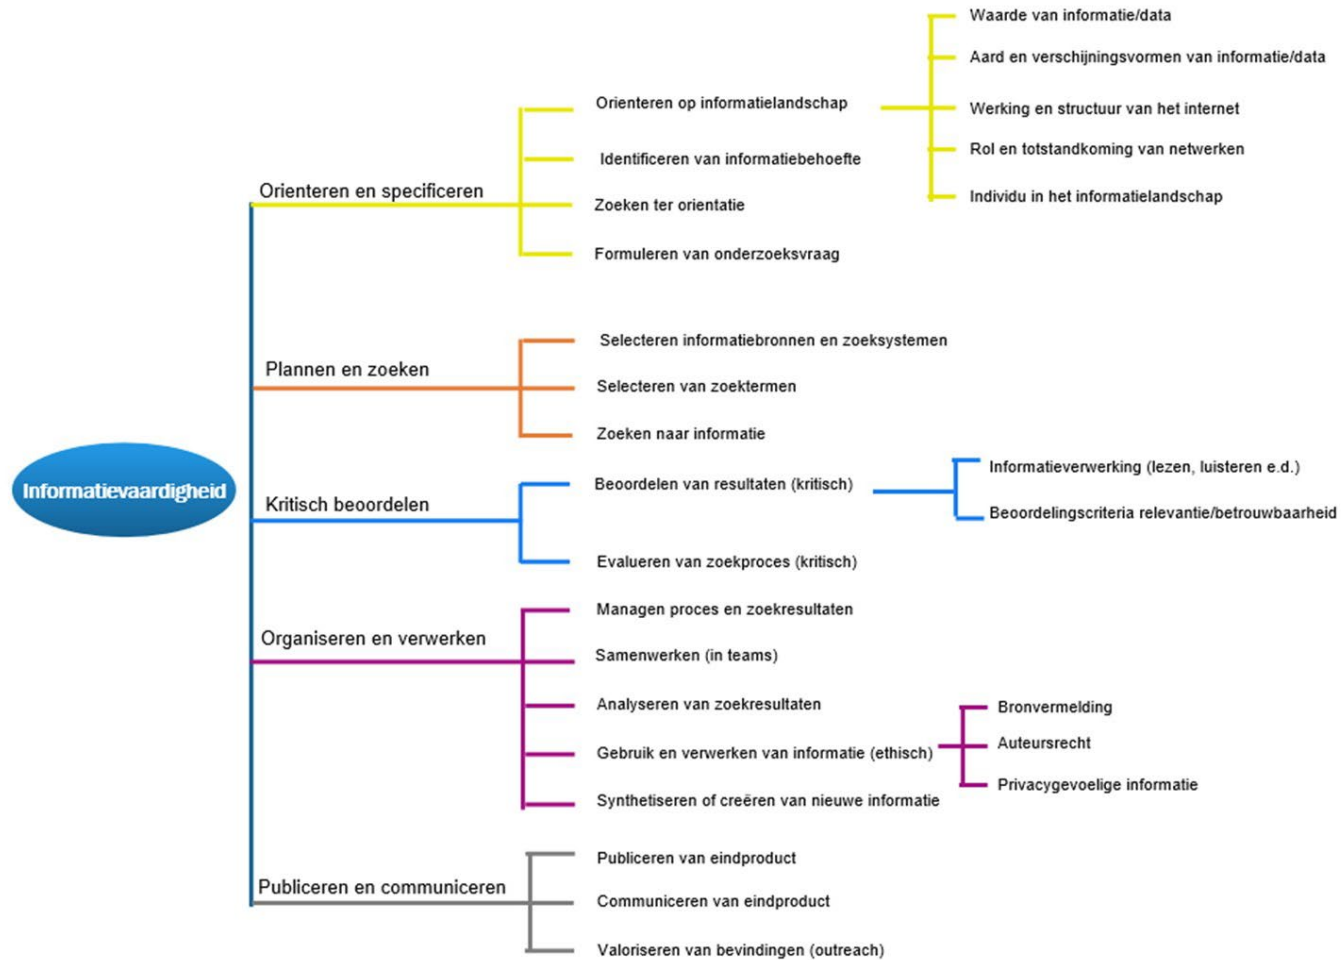 Informatievaardigheid
Orienteren en specificeren
Orienteren op informatielandschap
Waarde van informatie/data
Aard en verschijningsvormen van informatie/data
Werking en structuur van het internet
Rol en totstandkoming van netwerken
Individu in het informatielandschap
Identificeren van informatiebehoefte
Zoeken ter orientatie
Formuleren van onderzoeksvraag
Plannen en zoeken
Selecteren informatiebronnen en zoeksystemen
Selecteren van zoektermen
Zoeken naar informatie
Kritisch beoordelen
Beoordelen van resultaten (kritisch)
Informatieverwerking (lezen, luisteren e.d.)
Beoordelingscriteria relevantie/betrouwbaarheid
Evalueren van zoekproces (kritisch)
Organiseren en verwerken
Managen proces en zoekresultaten
Samenwerken (in teams)
Analyseren van zoekresultaten
Gebruik en verwerken van informatie (ethisch)
Bronvermelding
Auteursrecht
Privacygevoelige informatie
Synthetiseren of creëren van nieuwe informatie
Publiceren en communiceren
Publiceren van eindproduct
Communiceren van eindproduct
Valoriseren van bevindingen (outreach)